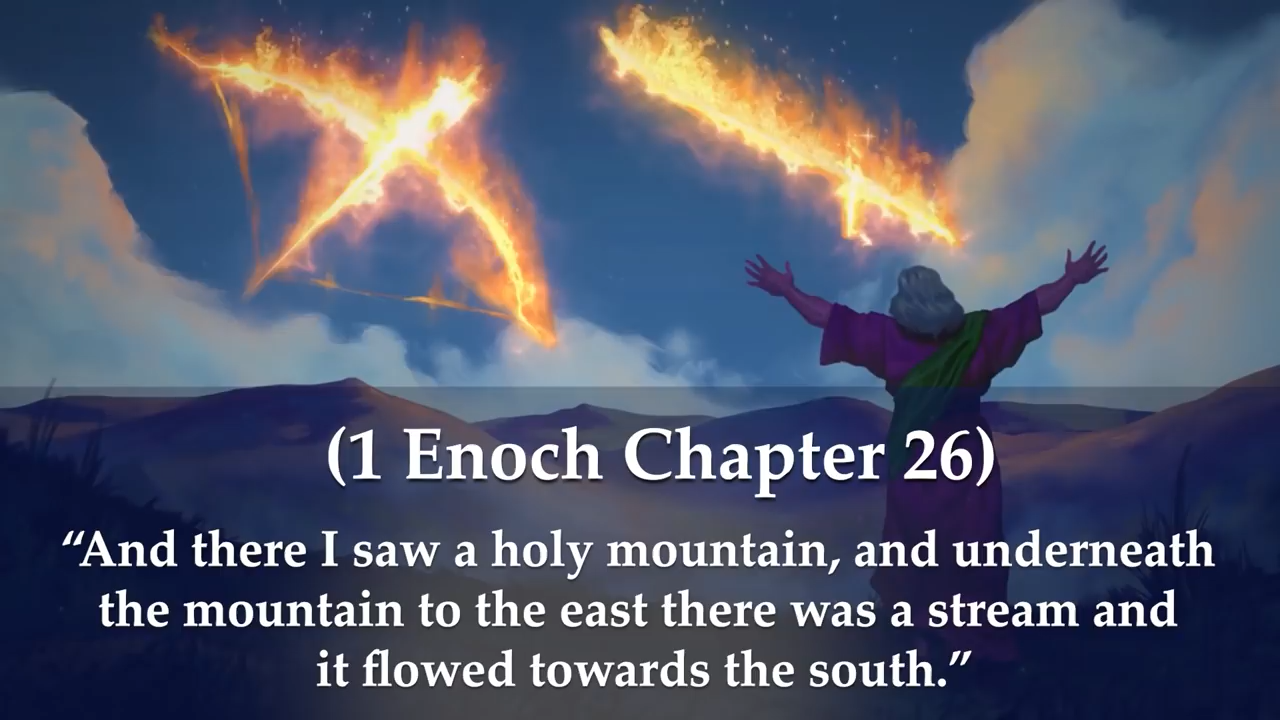 (1 Enoch Chapter 26)
“And there I saw a holy mountain, and underneath
the mountain to the east there was a stream and
it flowed towards the south.”